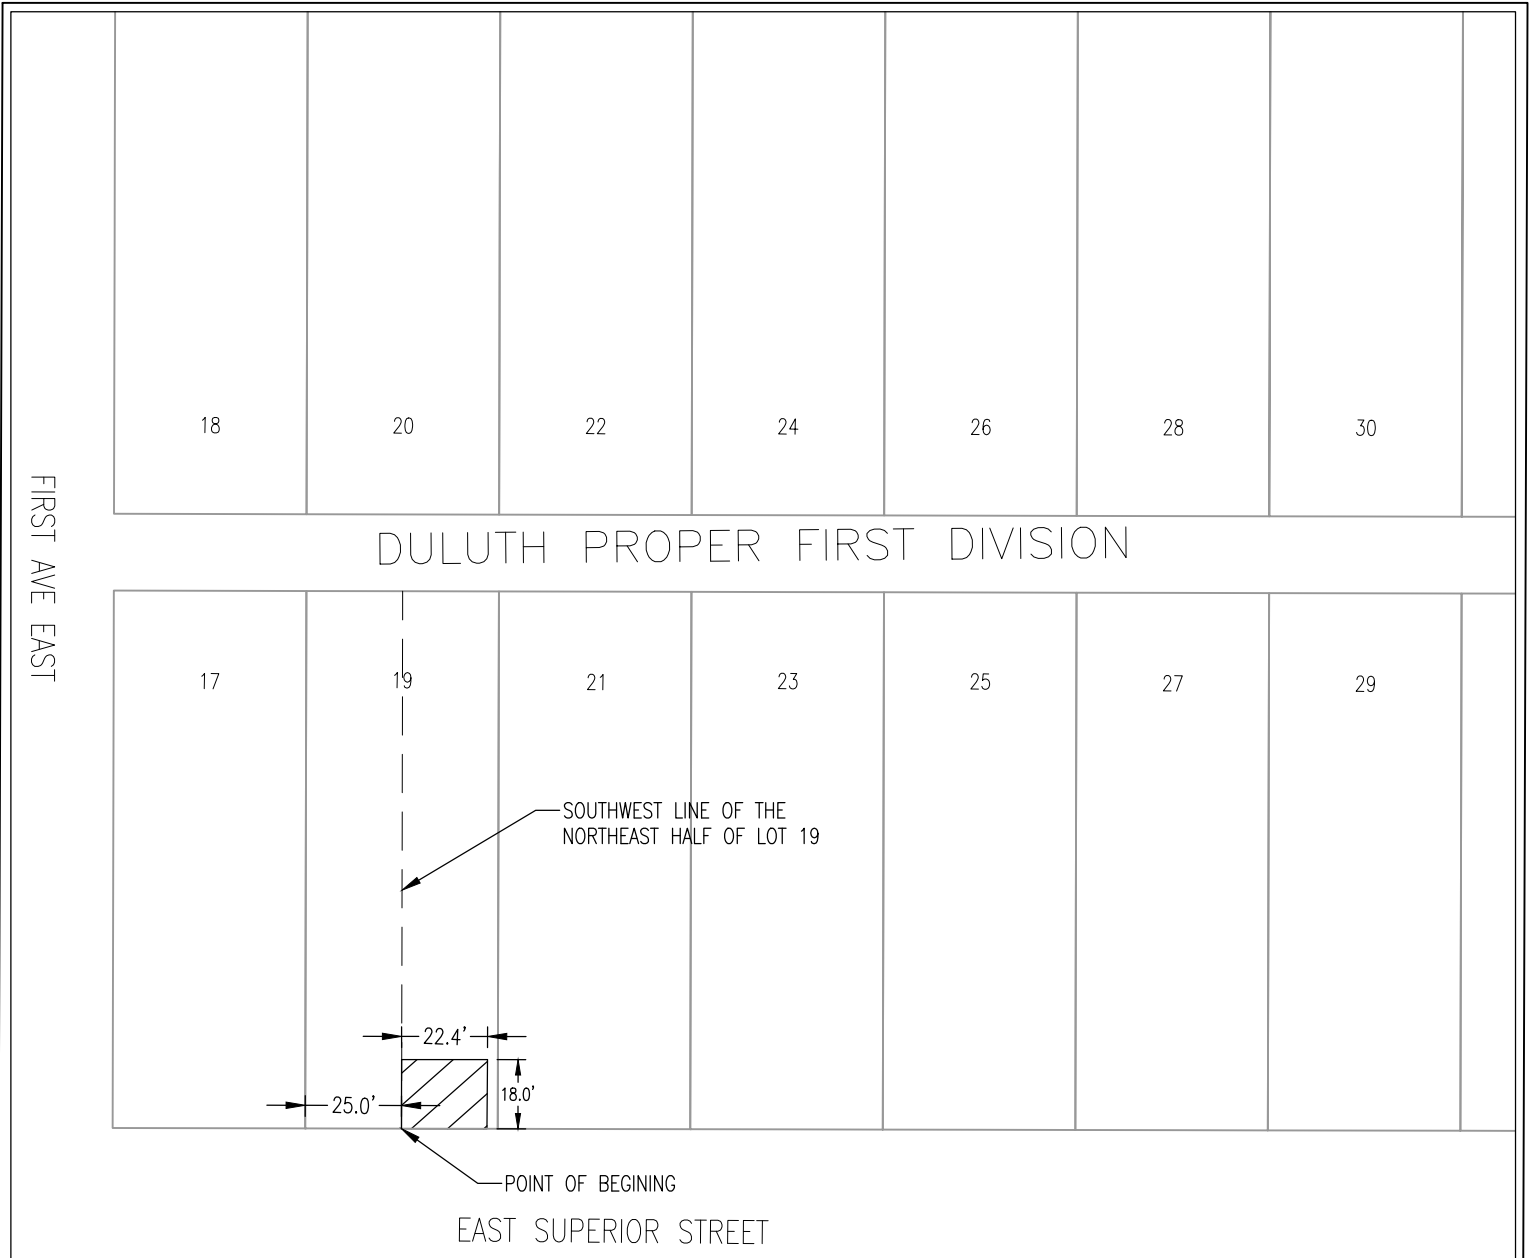 18 20 22 24 26 28 30
FIRST AVE EAST
DULUTH PROPER FIRST DIVISION
17 19 21 23 25 27 29
SOUTHWEST LINE OF THE
NORTHEAST HALF OF LOT 19
22.4'
18.0'
25.0'
POINT OF BEGINING
EAST SUPERIOR STREET